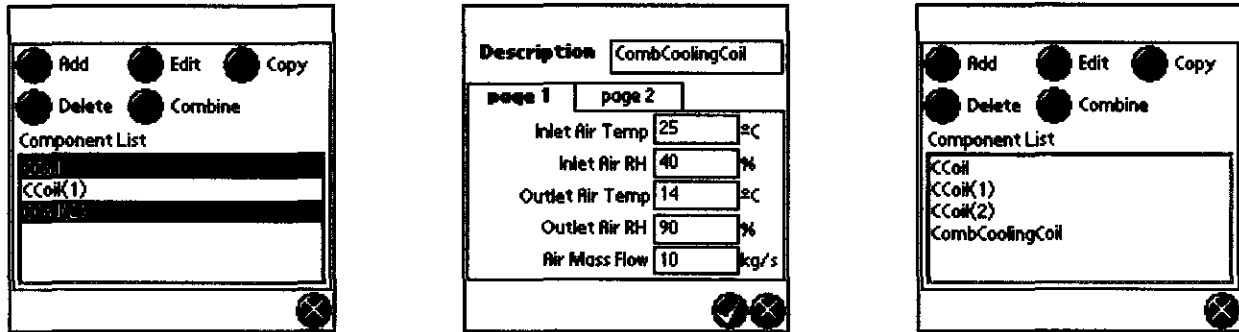 Add Edit Copy
Delete Combine
Component List
CCoil(1)
Description CombCoolingCoil
page 1 page 2
Inlet Air Temp 25 ºC
Inlet Air RH 40 %
Outlet Air Temp 14 ºC
Outlet Air RH 90 %
Air Mass Flow 10 kg/s
Add Edit Copy
Delete Combine
Component List
CCoil
CCoil(1)
CCoil(2)
CombCoolingCoil